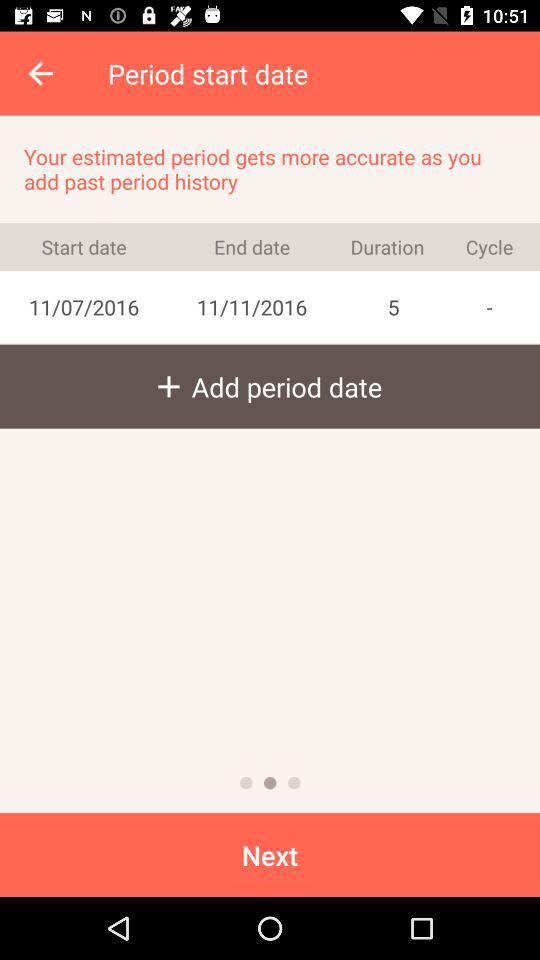 10:51
Period start date
Your estimated period gets more accurate as you
add past period history
Start date End date Duration Cycle
11/07/2016 11/11/2016 5 -
+ Add period date
Next